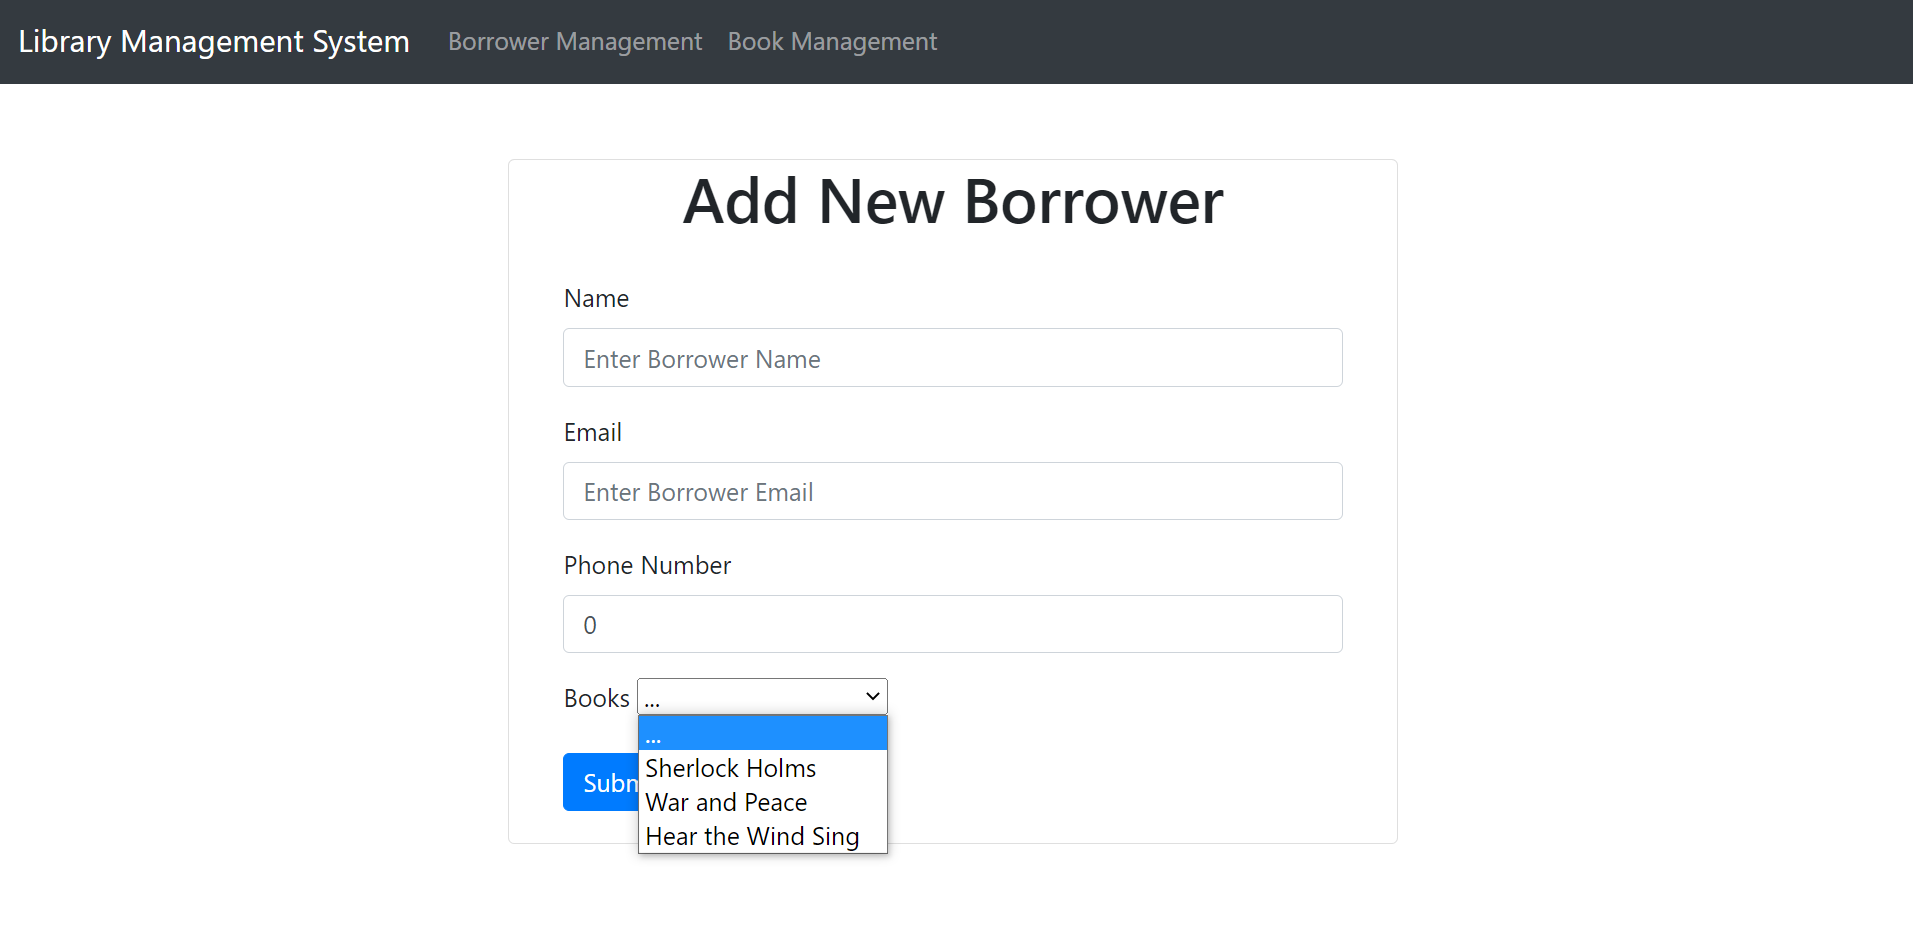 Library Management System Borrower Management Book Management
Add New Borrower
Name
Enter Borrower Name
Email
Enter Borrower Email
Phone Number
0
Books ...
...
Sherlock Holms
War and Peace
Hear the Wind Sing